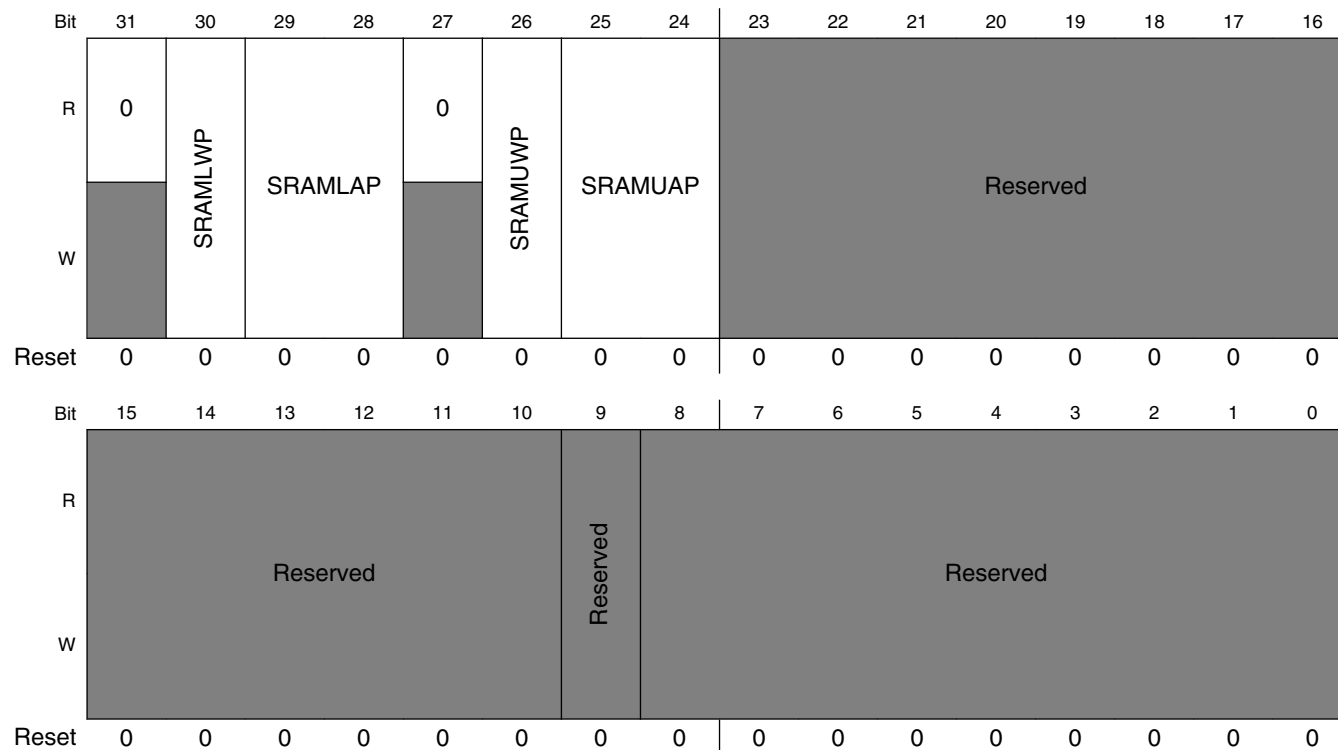 Bit 31 30 29 28 27 26 25 24 23 22 21 20 19 18 17 16
R 0 0
SRAMLWP SRAMLAP SRAMUWP SRAMUAP Reserved
W
Reset 0 0 0 0 0 0 0 0 0 0 0 0 0 0 0 0
Bit 15 14 13 12 11 10 9 8 7 6 5 4 3 2 1 0
R
Reserved Reserved Reserved
W
Reset 0 0 0 0 0 0 0 0 0 0 0 0 0 0 0 0